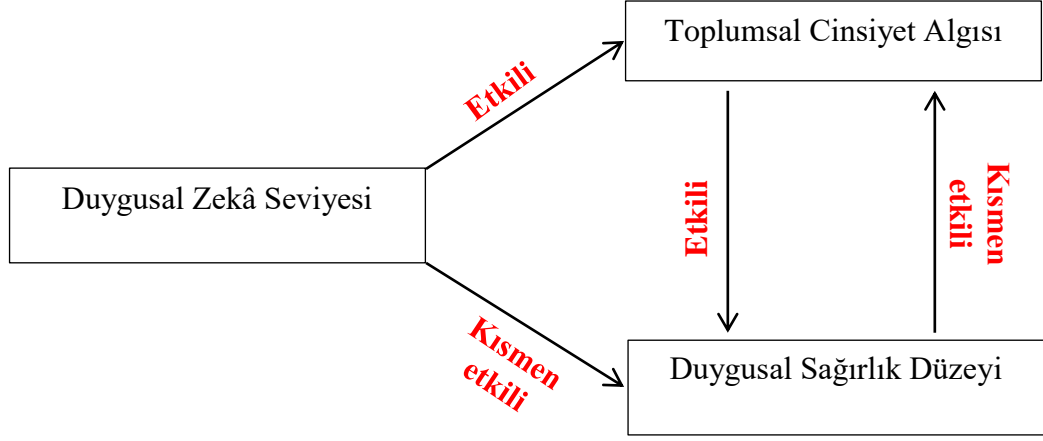 Toplumsal Cinsiyet Algısı
Etkili
Duygusal Zekâ Seviyesi
Etkili
Kısmen
etkili
Kısmen
etkili
Duygusal Sağırlık Düzeyi